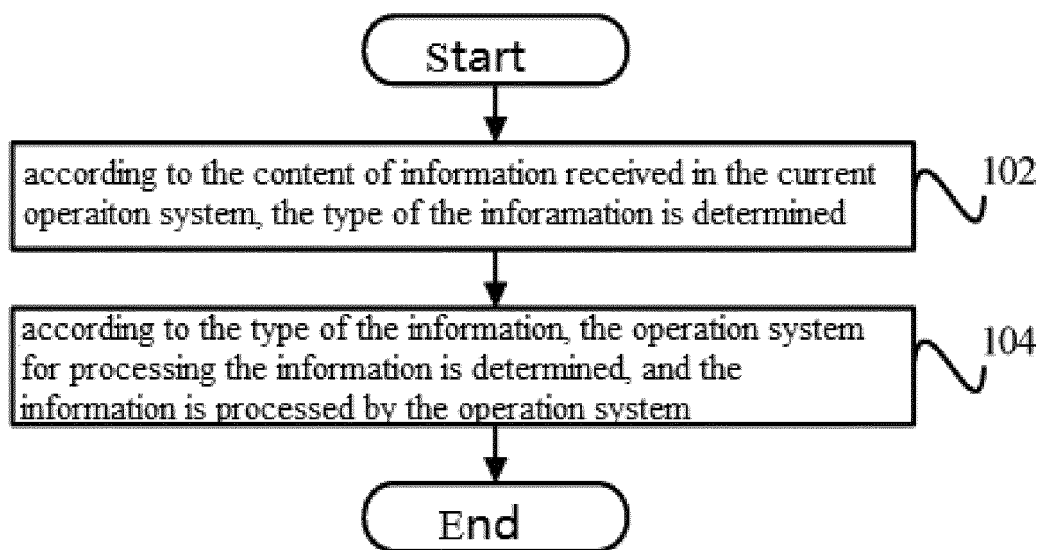 Start
according to the content of information received in the current
102
operaiton system, the type of the inforamation is determined
according to the type of the information, the operation system
104
for processing the information is determined, and the
information is processed by the operation system
End